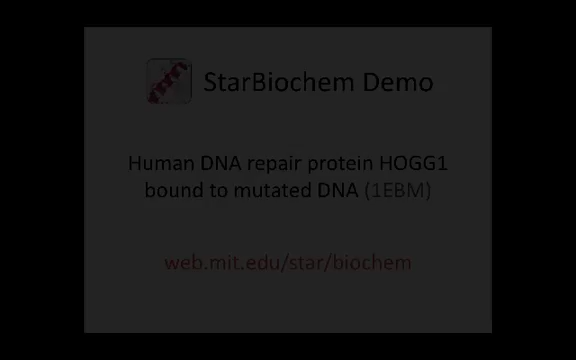 StarBiochem Demo
Human DNA repair protein HOGG1
bound to mutated DNA (1EBM)
web.mit.edu/star/biochem